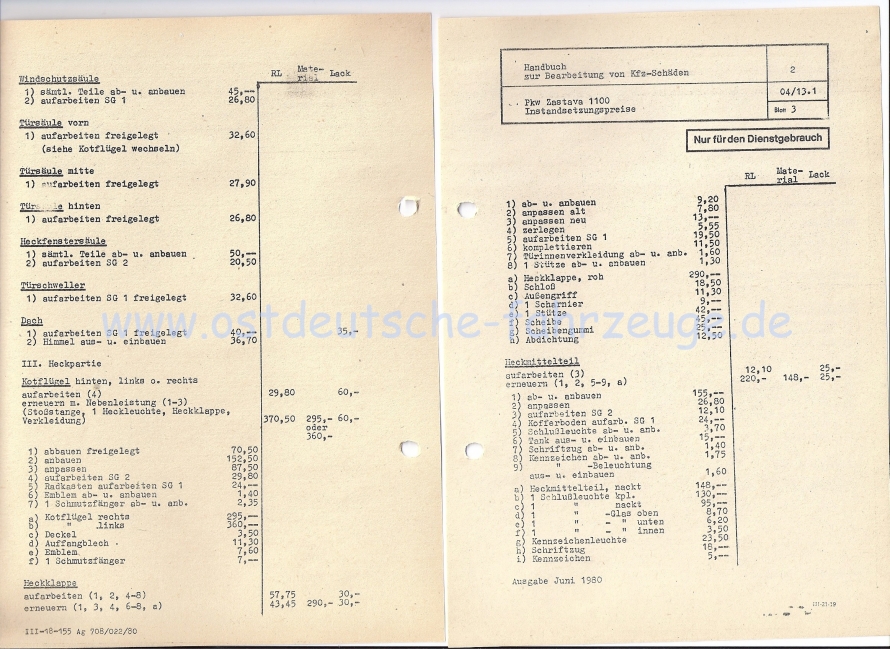 RL Mate- Lack
rial
Windschutzsäule
1) sämtl. Teile ab- u. anbauen 45,--
2) aufarbeiten SG 1 26,80
Türsäule vorn
1) aufarbeiten freigelegt 32,60
(siehe Kotflügel wechseln)
Türsäule mitte
1) aufarbeiten freigelegt 27,90
Türsäule hinten
1) aufarbeiten freigelegt 26,80
Heckfenstersäule
1) sämtl. Teile ab- u. anbauen 50,--
2) aufarbeiten SG 2 20,50
Türschweller
1) aufarbeiten SG 1 freigelegt 32,60
Dach
1) aufarbeiten SG 1 freigelegt 40,-- 35,-
2) Himmel aus- u. einbauen 36,70
III. Heckpartie
Kotflügel hinten, links o. rechts
aufarbeiten (4) 29,80 60,-
erneuern m. Nebenleistung (1-3)
(Stoßstange, 1 Heckleuchte, Heckklappe,
Verkleidung) 370,50 295,- 60,-
oder
360,-
1) abbauen freigelegt 70,50
2) anbauen 152,50
3) anpassen 87,50
4) aufarbeiten SG 2 29,80
5) Radkasten aufarbeiten SG 1 24,--
6) Emblem ab- u. anbauen 1,40
7) 1 Schmutzfänger ab- u. anb. 2,35
a) Kotflügel rechts 295,--
b) " links 360,--
c) Deckel 3,50
d) Auffangblech 11,30
e) Emblem 7,60
f) 1 Schmutzfänger 7,--
Heckklappe
aufarbeiten (1, 2, 4-8) 57,75 30,-
erneuern (1, 3, 4, 6-8, a) 43,45 290,- 30,-
III-18-155 Ag 708/022/80
Handbuch
zur Bearbeitung von Kfz-Schäden
2
04/13.1
Pkw Zastava 1100
Instandsetzungspreise
Blatt 3
Nur für den Dienstgebrauch
RL Mate- Lack
rial
1) ab- u. anbauen 9,20
2) anpassen alt 7,80
3) anpassen neu 13,--
4) zerlegen 5,55
5) aufarbeiten SG 1 19,50
6) komplettieren 11,50
7) Türinnenverkleidung ab- u. anb. 1,60
8) 1 Stütze ab- u. anbauen 1,30
a) Heckklappe, roh 290,--
b) Schloß 18,50
c) Außengriff 11,30
d) 1 Scharnier 9,--
e) 1 Stütze 42,--
f) Scheibe 45,--
g) Scheibengummi 25,--
h) Abdichtung 12,50
Heckmittelteil
aufarbeiten (3) 12,10 25,-
erneuern (1, 2, 5-9, a) 220,- 148,- 25,-
1) ab- u. anbauen 155,--
2) anpassen 26,80
3) aufarbeiten SG 2 12,10
4) Kofferboden aufarb. SG 1 24,--
5) Schlußleuchte ab- u. anb. 3,70
6) Tank aus- u. einbauen 15,--
7) Schriftzug ab- u. anb. 1,40
8) Kennzeichen ab- u. anb. 1,75
9) " -Beleuchtung
aus- u. einbauen 1,60
a) Heckmittelteil, nackt 148,--
b) 1 Schlußleuchte kpl. 130,--
c) 1 " nackt 95,--
d) 1 " -Glas oben 8,70
e) 1 " - " unten 6,20
f) 1 " - " innen 3,50
g) Kennzeichenleuchte 23,50
h) Schriftzug 18,--
i) Kennzeichen 5,--
Ausgabe Juni 1980
www.ostdeutsche-fahrzeuge.de